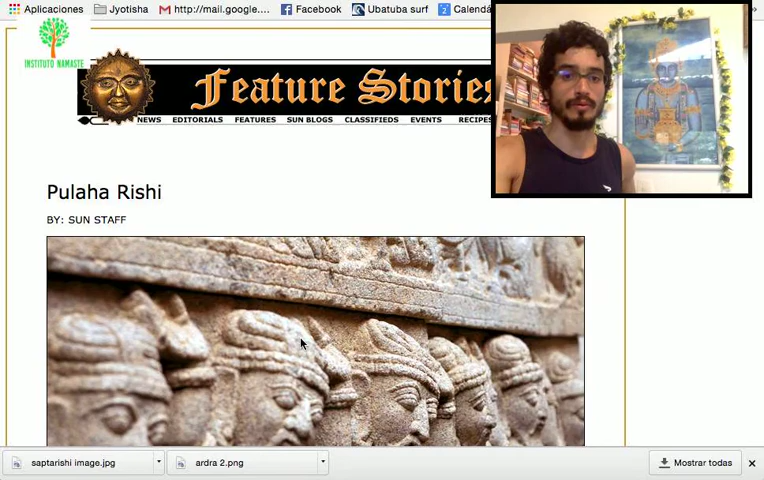 Aplicaciones
Jyotisha
http://mail.google....
Facebook
Ubatuba surf
2
Calendá
INSTITUTO NAMASTE
Feature Stories
NEWS EDITORIALS FEATURES SUN BLOGS CLASSIFIEDS EVENTS RECIPES
Pulaha Rishi
BY: SUN STAFF
saptarishi image.jpg
ardra 2.png
Mostrar todas